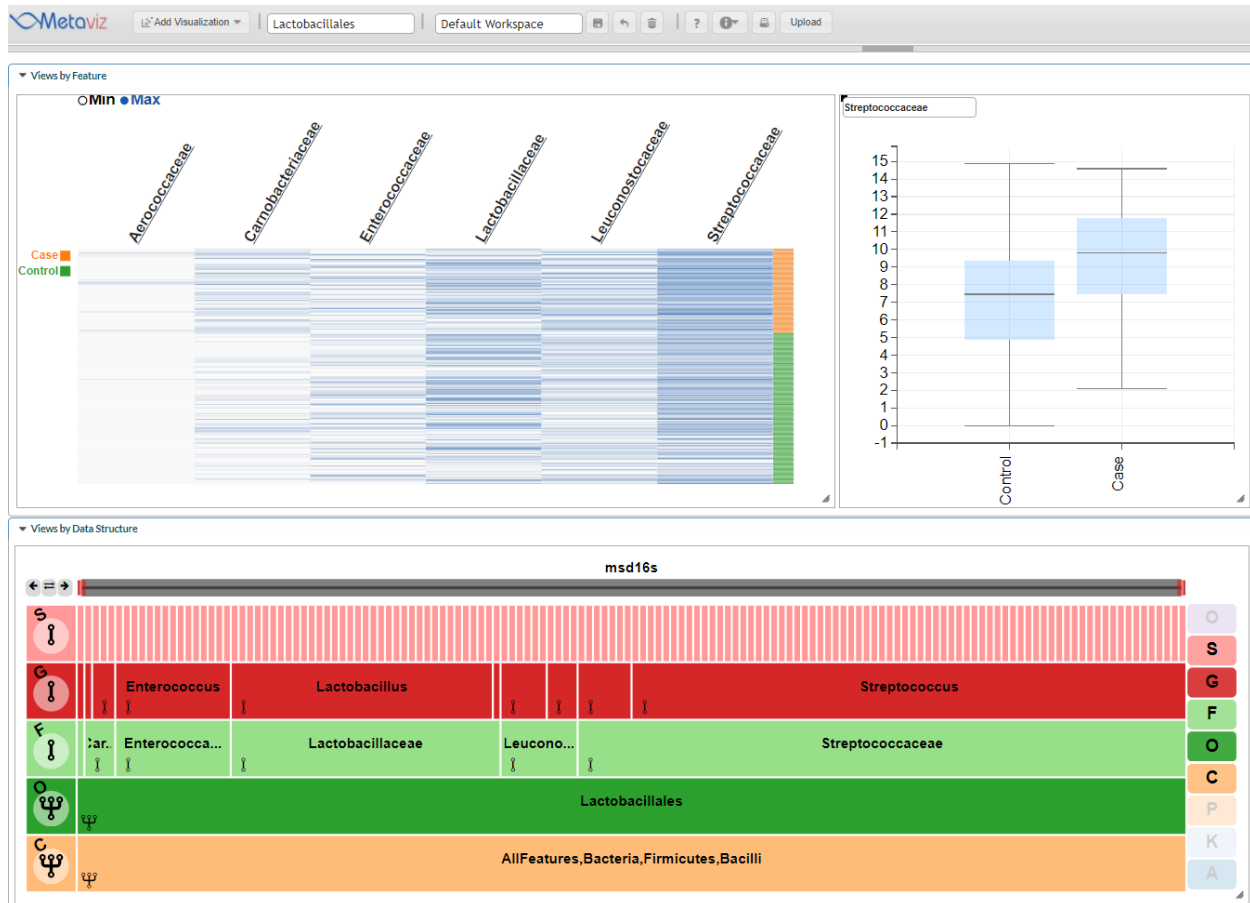 Metaviz Add Visualization Lactobacillales Default Workspace ? Upload
Views by Feature
Min Max
Aerococcaceae
Carnobacteriaceae
Enterococcaceae
Lactobacillaceae
Leuconostocaceae
Streptococcaceae
Case
Control
Streptococcaceae
15
14
13
12
11
10
9
8
7
6
5
4
3
2
1
0
-1
Control
Case
Views by Data Structure
msd16s
S
O
S
G
Enterococcus Lactobacillus Streptococcus
G
F
Car.. Enterococca... Lactobacillaceae Leucono... Streptococcaceae
F
O
Lactobacillales
O
C
AllFeatures,Bacteria,Firmicutes,Bacilli
C
P
K
A